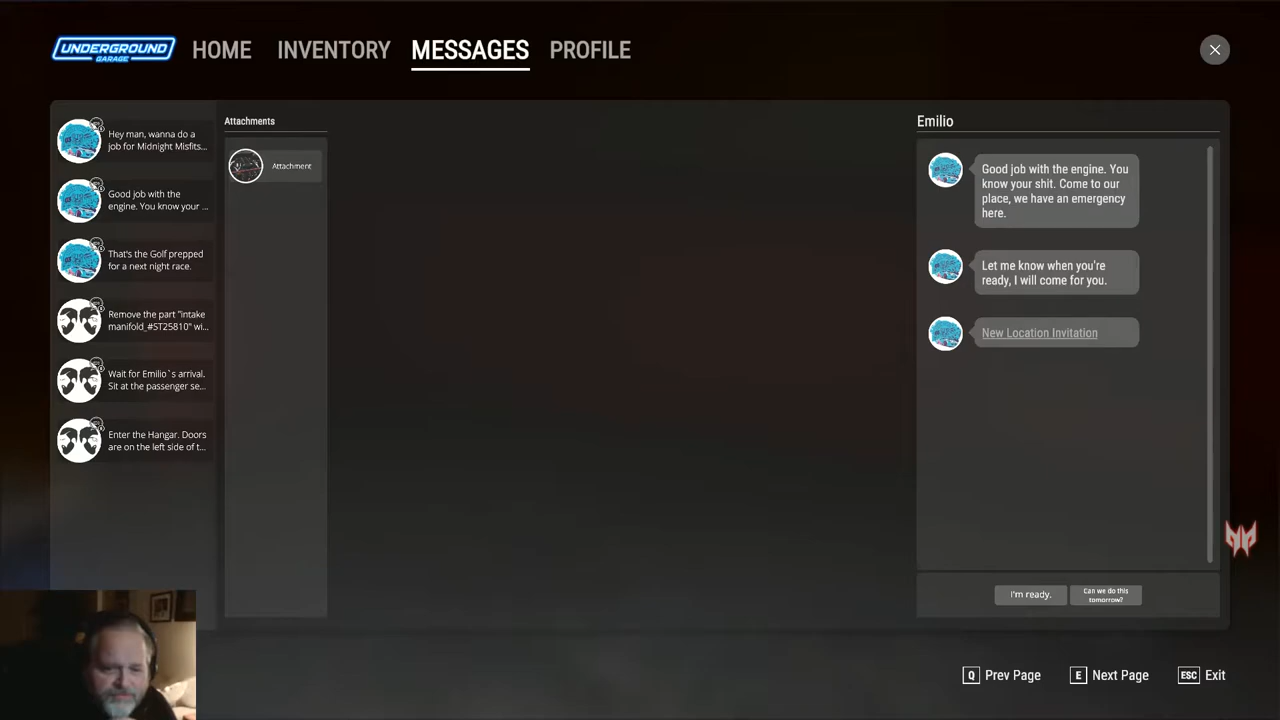 UNDERGROUND
GARAGE
HOME
INVENTORY
MESSAGES
PROFILE
Hey man, wanna do a
job for Midnight Misfits...
Good job with the
engine. You know your ...
That's the Golf prepped
for a next night race.
Remove the part "intake
manifold_#ST25810" wi...
Wait for Emilio`s arrival.
Sit at the passenger se...
Enter the Hangar. Doors
are on the left side of t...
Attachments
Attachment
Emilio
Good job with the engine. You
know your shit. Come to our
place, we have an emergency
here.
Let me know when you're
ready, I will come for you.
New Location Invitation
I'm ready.
Can we do this
tomorrow?
Q Prev Page
E Next Page
ESC Exit